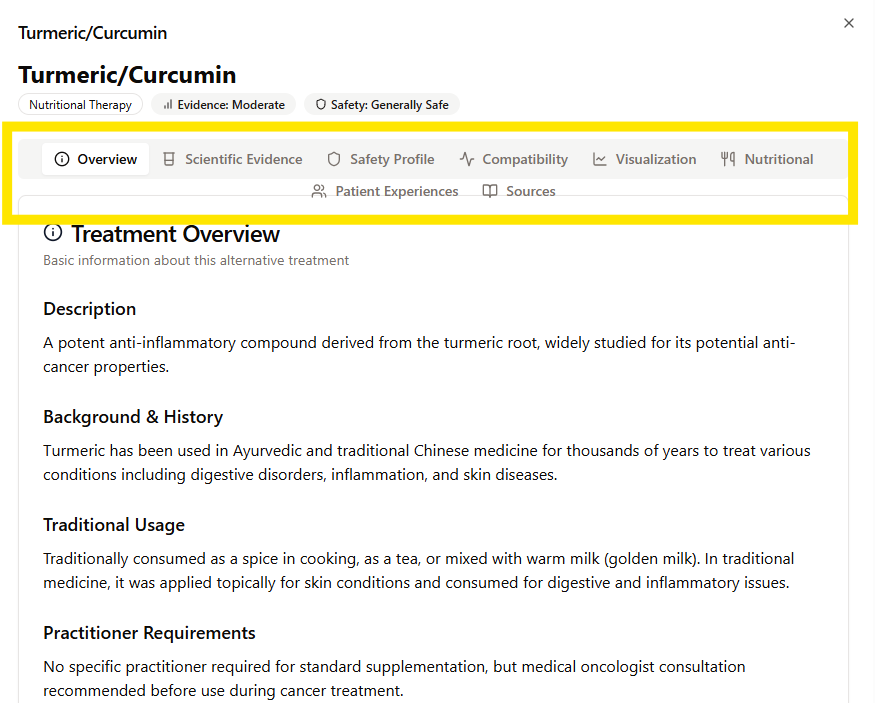 Turmeric/Curcumin
Turmeric/Curcumin
Nutritional Therapy Evidence: Moderate Safety: Generally Safe
Overview Scientific Evidence Safety Profile Compatibility Visualization Nutritional
Patient Experiences Sources
Treatment Overview
Basic information about this alternative treatment
Description
A potent anti-inflammatory compound derived from the turmeric root, widely studied for its potential anti-
cancer properties.
Background & History
Turmeric has been used in Ayurvedic and traditional Chinese medicine for thousands of years to treat various
conditions including digestive disorders, inflammation, and skin diseases.
Traditional Usage
Traditionally consumed as a spice in cooking, as a tea, or mixed with warm milk (golden milk). In traditional
medicine, it was applied topically for skin conditions and consumed for digestive and inflammatory issues.
Practitioner Requirements
No specific practitioner required for standard supplementation, but medical oncologist consultation
recommended before use during cancer treatment.